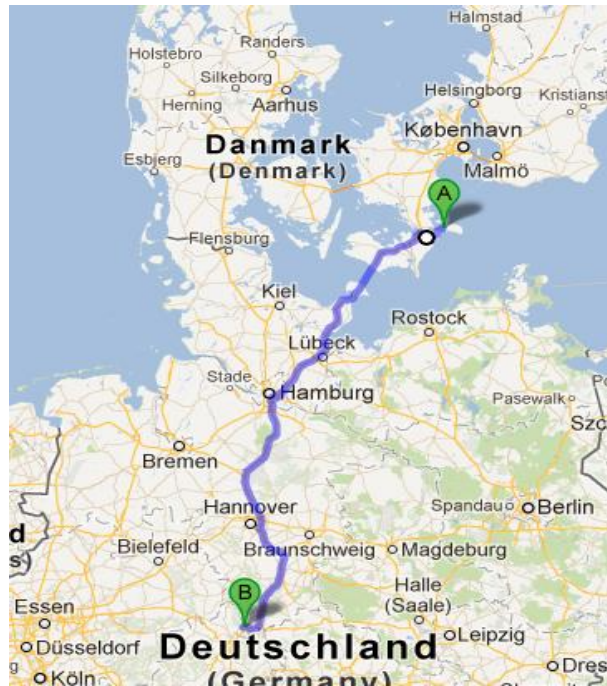 Halmstad
Holstebro
Randers
Silkeborg
Helsingborg
Herning
Aarhus
Kristianst
Danmark
(Denmark)
København
Esbjerg
Malmö
A
Flensburg
Kiel
Rostock
Lübeck
Stade
Hamburg
Pasewalk
Szc
Bremen
Hannover
Spandau
Berlin
d
s)
Bielefeld
Braunschweig
Magdeburg
B
Halle
(Saale)
Essen
Leipzig
Düsseldorf
Deutschland
Dres
Köln
(Germany)